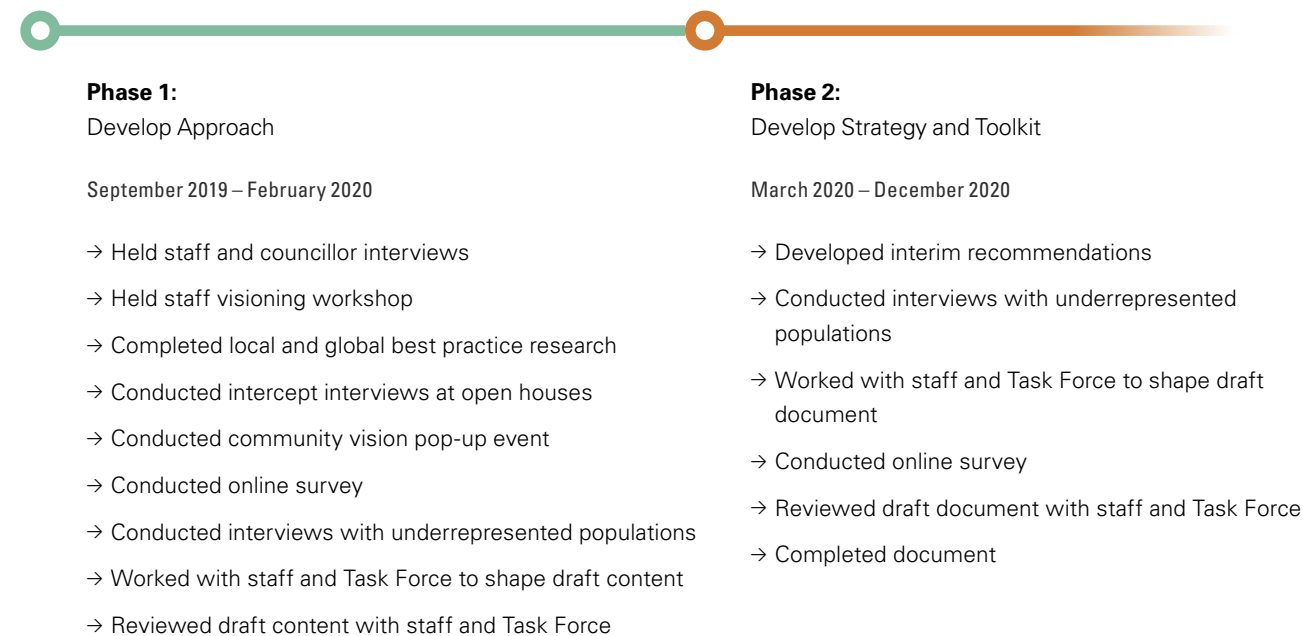 Phase 1:
Develop Approach
September 2019 – February 2020
→ Held staff and councillor interviews
→ Held staff visioning workshop
→ Completed local and global best practice research
→ Conducted intercept interviews at open houses
→ Conducted community vision pop-up event
→ Conducted online survey
→ Conducted interviews with underrepresented populations
→ Worked with staff and Task Force to shape draft content
→ Reviewed draft content with staff and Task Force
Phase 2:
Develop Strategy and Toolkit
March 2020 – December 2020
→ Developed interim recommendations
→ Conducted interviews with underrepresented
populations
→ Worked with staff and Task Force to shape draft
document
→ Conducted online survey
→ Reviewed draft document with staff and Task Force
→ Completed document